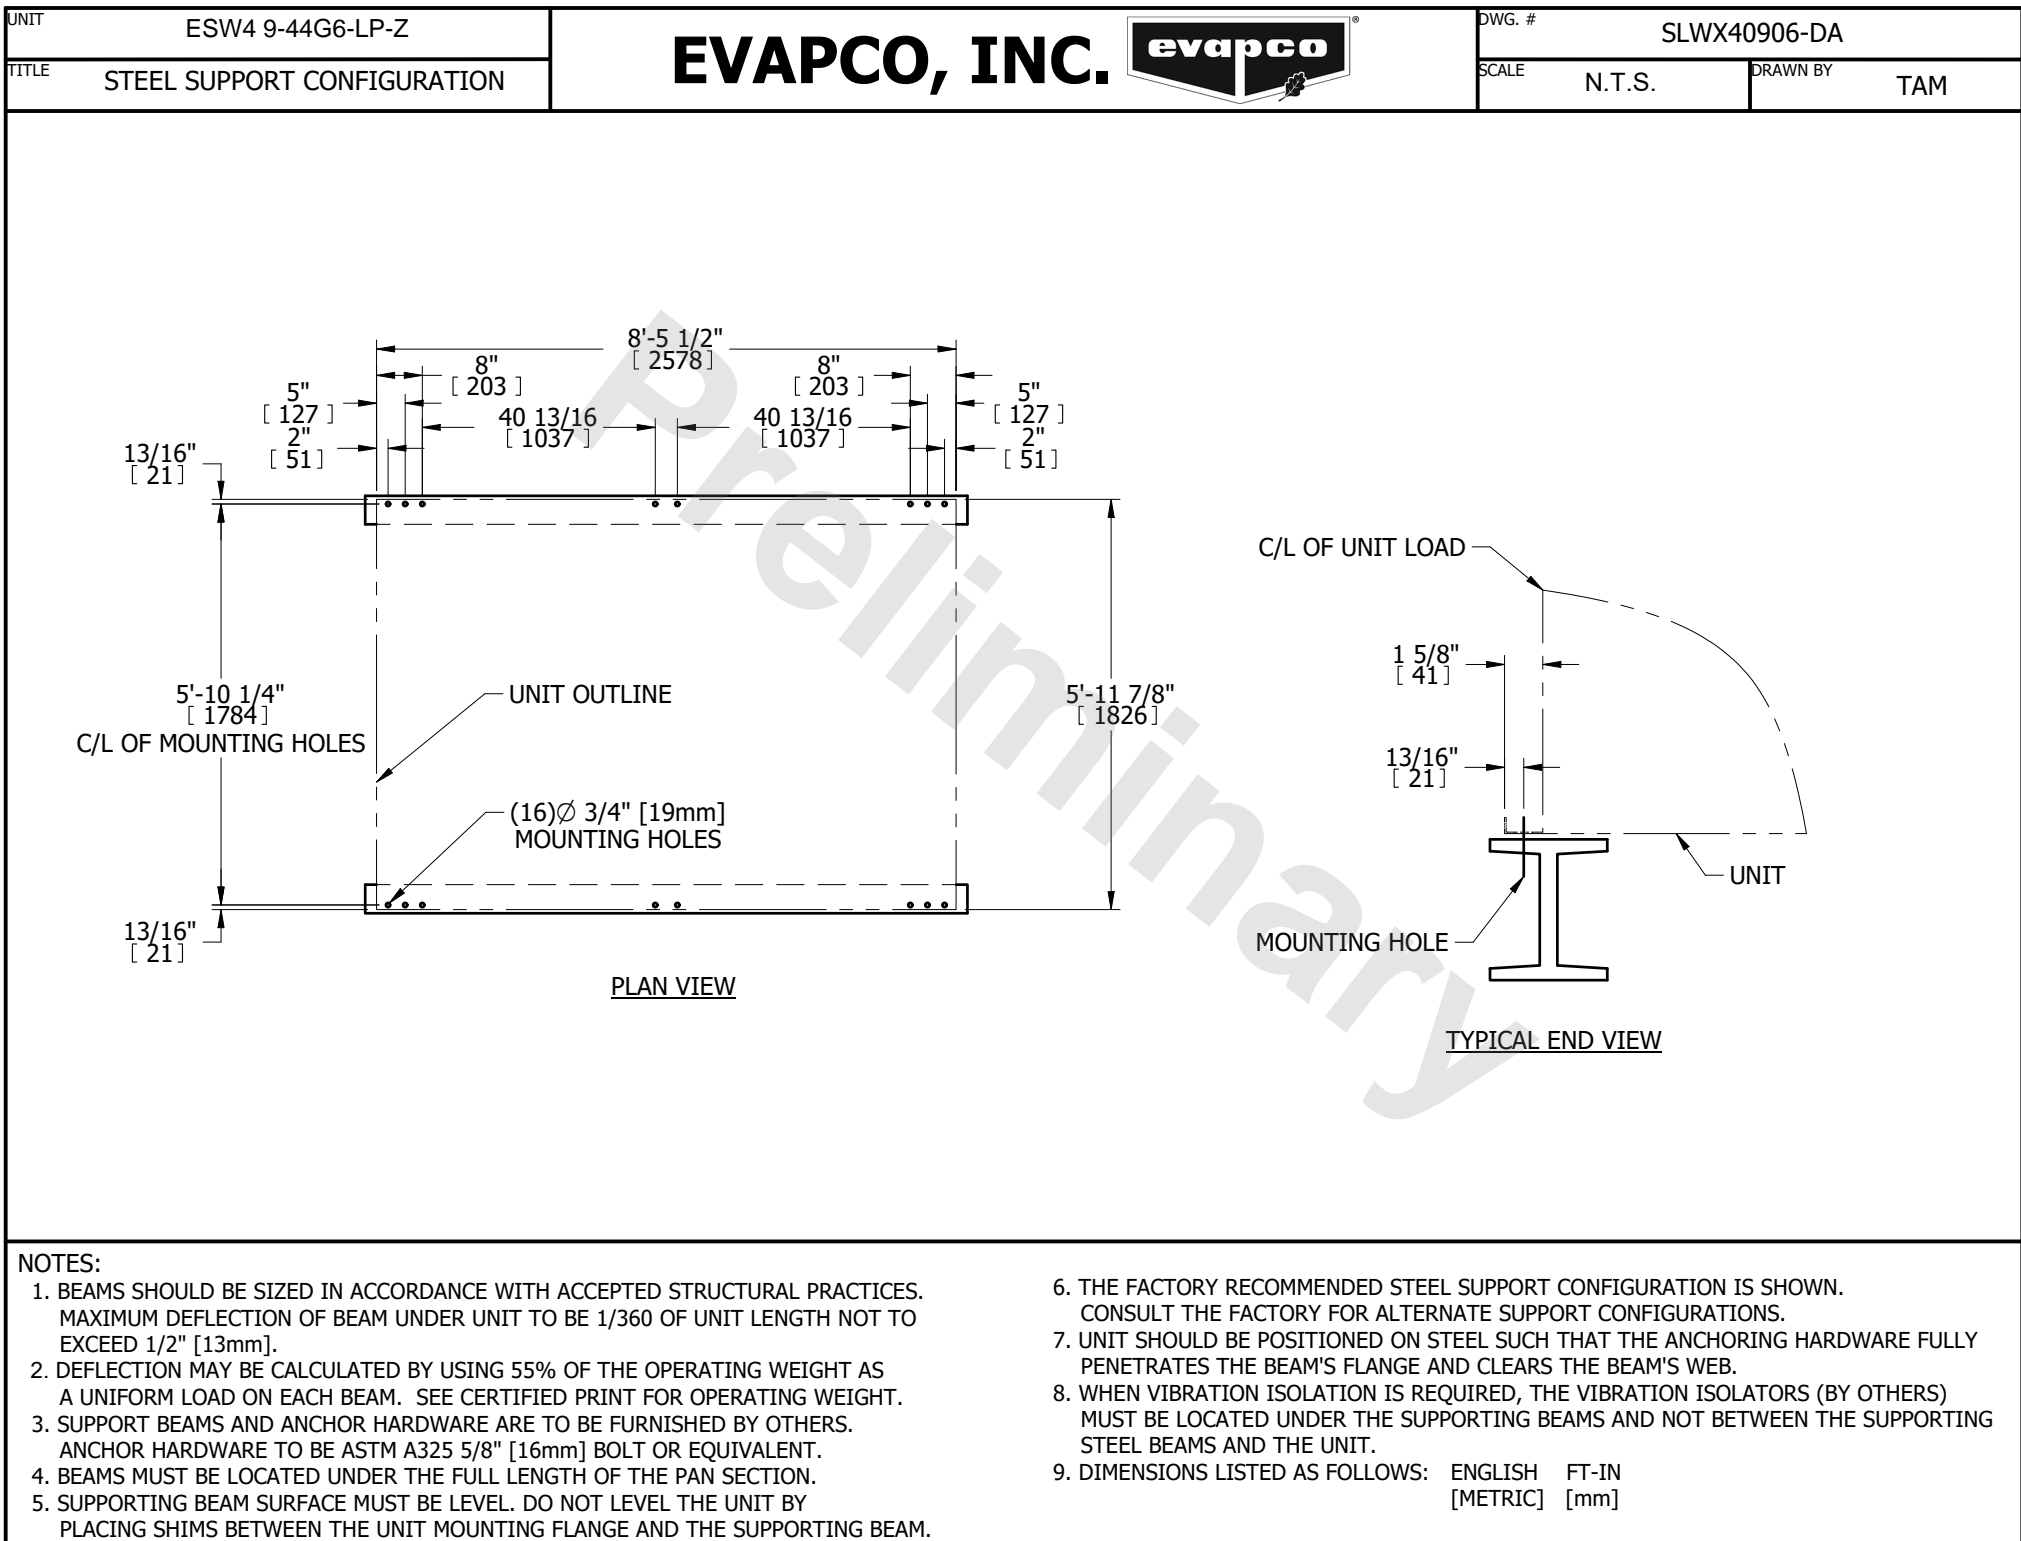 UNIT
ESW4 9-44G6-LP-Z
TITLE
STEEL SUPPORT CONFIGURATION
EVAPCO, INC.
evapco
®
DWG. #
SLWX40906-DA
SCALE
N.T.S.
DRAWN BY
TAM
8'-5 1/2"
[ 2578 ]
8"
[ 203 ]
8"
[ 203 ]
5"
[ 127 ]
5"
[ 127 ]
40 13/16
[ 1037 ]
40 13/16
[ 1037 ]
2"
[ 51 ]
2"
[ 51 ]
13/16"
[ 21 ]
5'-10 1/4"
[ 1784 ]
C/L OF MOUNTING HOLES
UNIT OUTLINE
5'-11 7/8"
[ 1826 ]
(16)Ø 3/4" [19mm]
MOUNTING HOLES
13/16"
[ 21 ]
PLAN VIEW
C/L OF UNIT LOAD
1 5/8"
[ 41 ]
13/16"
[ 21 ]
UNIT
MOUNTING HOLE
TYPICAL END VIEW
Preliminary
NOTES:
1. BEAMS SHOULD BE SIZED IN ACCORDANCE WITH ACCEPTED STRUCTURAL PRACTICES.
MAXIMUM DEFLECTION OF BEAM UNDER UNIT TO BE 1/360 OF UNIT LENGTH NOT TO
EXCEED 1/2" [13mm].
2. DEFLECTION MAY BE CALCULATED BY USING 55% OF THE OPERATING WEIGHT AS
A UNIFORM LOAD ON EACH BEAM. SEE CERTIFIED PRINT FOR OPERATING WEIGHT.
3. SUPPORT BEAMS AND ANCHOR HARDWARE ARE TO BE FURNISHED BY OTHERS.
ANCHOR HARDWARE TO BE ASTM A325 5/8" [16mm] BOLT OR EQUIVALENT.
4. BEAMS MUST BE LOCATED UNDER THE FULL LENGTH OF THE PAN SECTION.
5. SUPPORTING BEAM SURFACE MUST BE LEVEL. DO NOT LEVEL THE UNIT BY
PLACING SHIMS BETWEEN THE UNIT MOUNTING FLANGE AND THE SUPPORTING BEAM.
6. THE FACTORY RECOMMENDED STEEL SUPPORT CONFIGURATION IS SHOWN.
CONSULT THE FACTORY FOR ALTERNATE SUPPORT CONFIGURATIONS.
7. UNIT SHOULD BE POSITIONED ON STEEL SUCH THAT THE ANCHORING HARDWARE FULLY
PENETRATES THE BEAM'S FLANGE AND CLEARS THE BEAM'S WEB.
8. WHEN VIBRATION ISOLATION IS REQUIRED, THE VIBRATION ISOLATORS (BY OTHERS)
MUST BE LOCATED UNDER THE SUPPORTING BEAMS AND NOT BETWEEN THE SUPPORTING
STEEL BEAMS AND THE UNIT.
9. DIMENSIONS LISTED AS FOLLOWS: ENGLISH FT-IN
[METRIC] [mm]